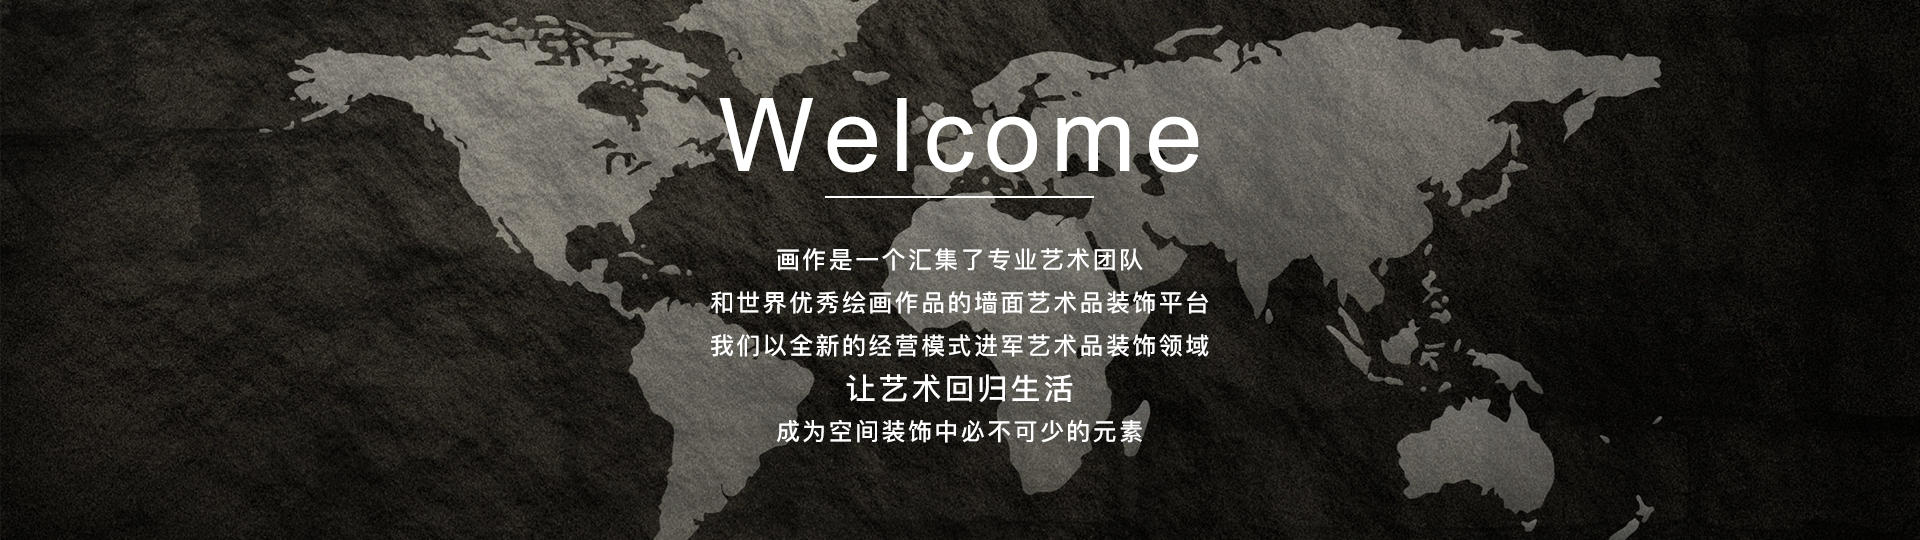 Welcome
画作是一个汇集了专业艺术团队
和世界优秀绘画作品的墙面艺术品装饰平台
我们以全新的经营模式进军艺术品装饰领域
让艺术回归生活
成为空间装饰中必不可少的元素